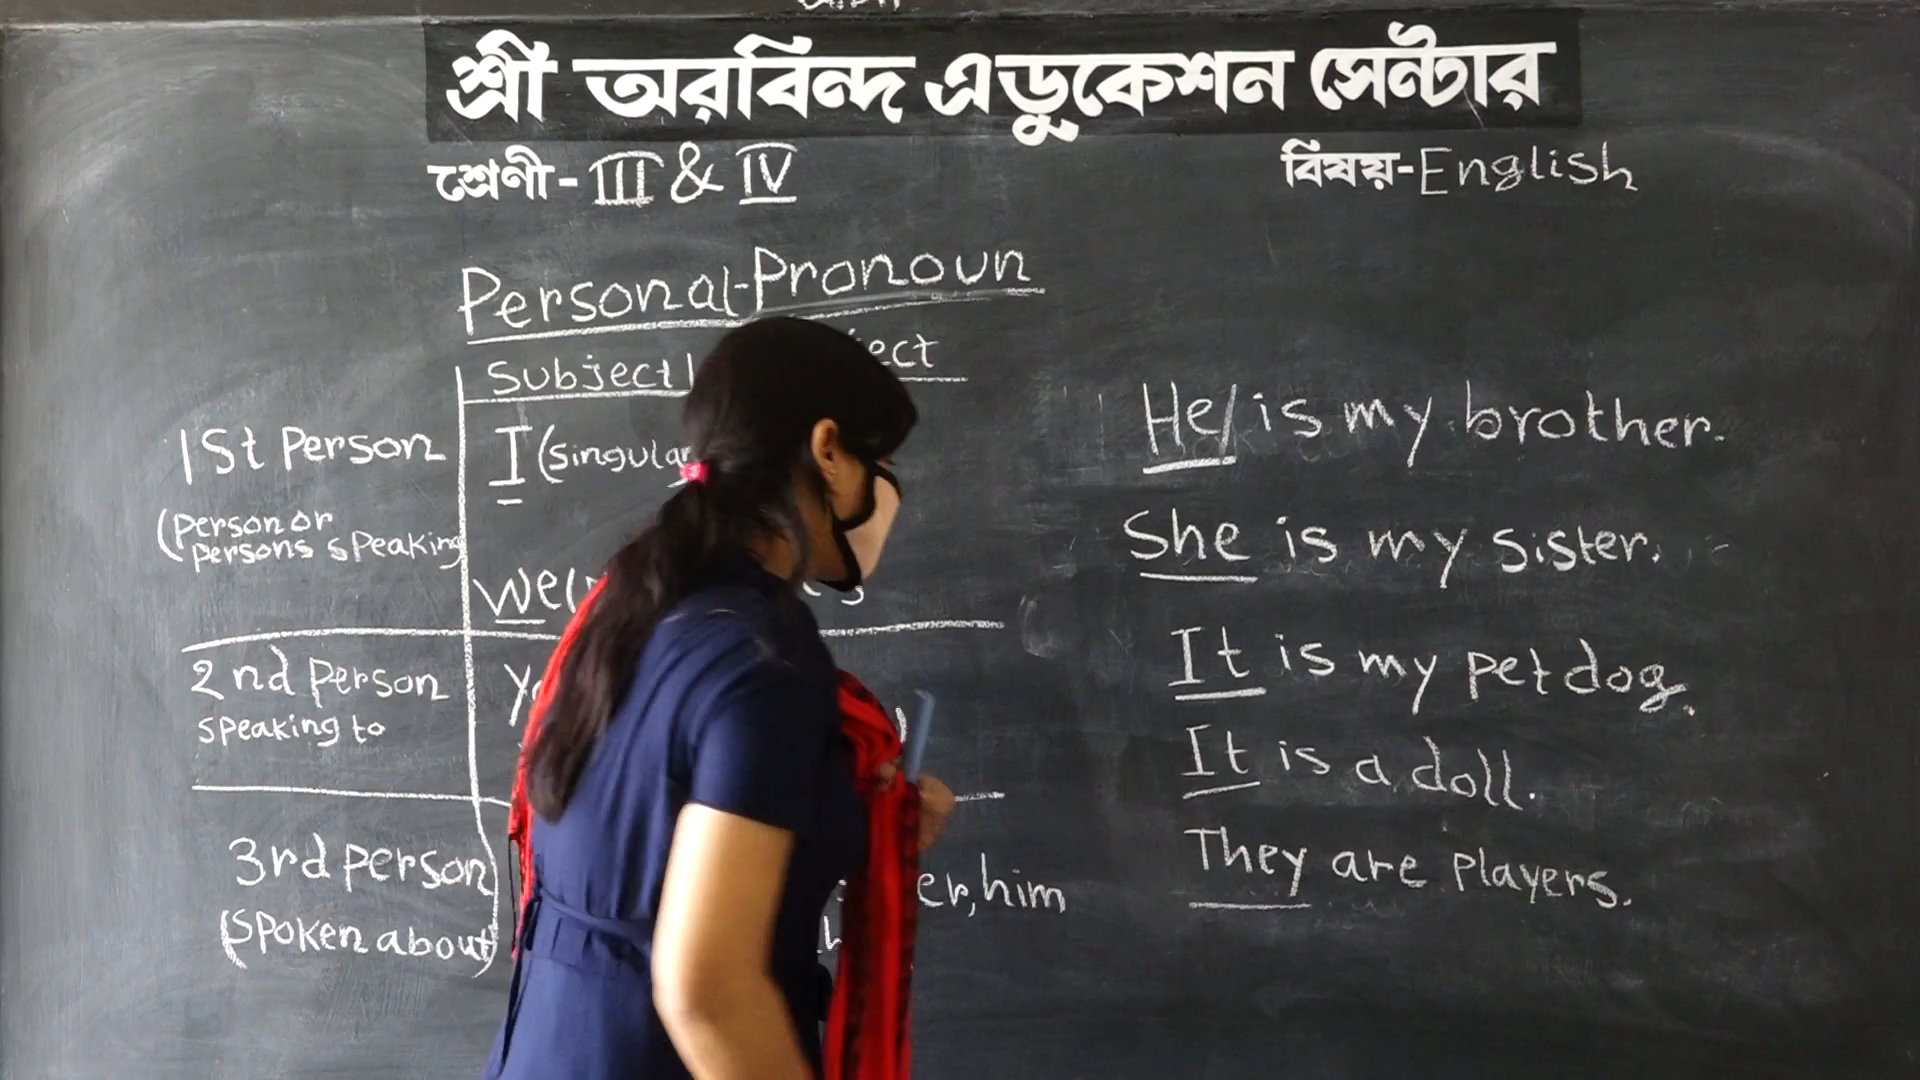 শ্রী অরবিন্দ এডুকেশন সেন্টার
শ্রেণী- III & IV
বিষয়- English
Personal-Pronoun
Subject
1st Person
I (singular
(person or
persons speaking
We(
2nd person
speaking to
3rd person
him
(spoken about)
He/ is my brother.
She is my sister.
It is my pet dog.
It is a doll.
They are players.